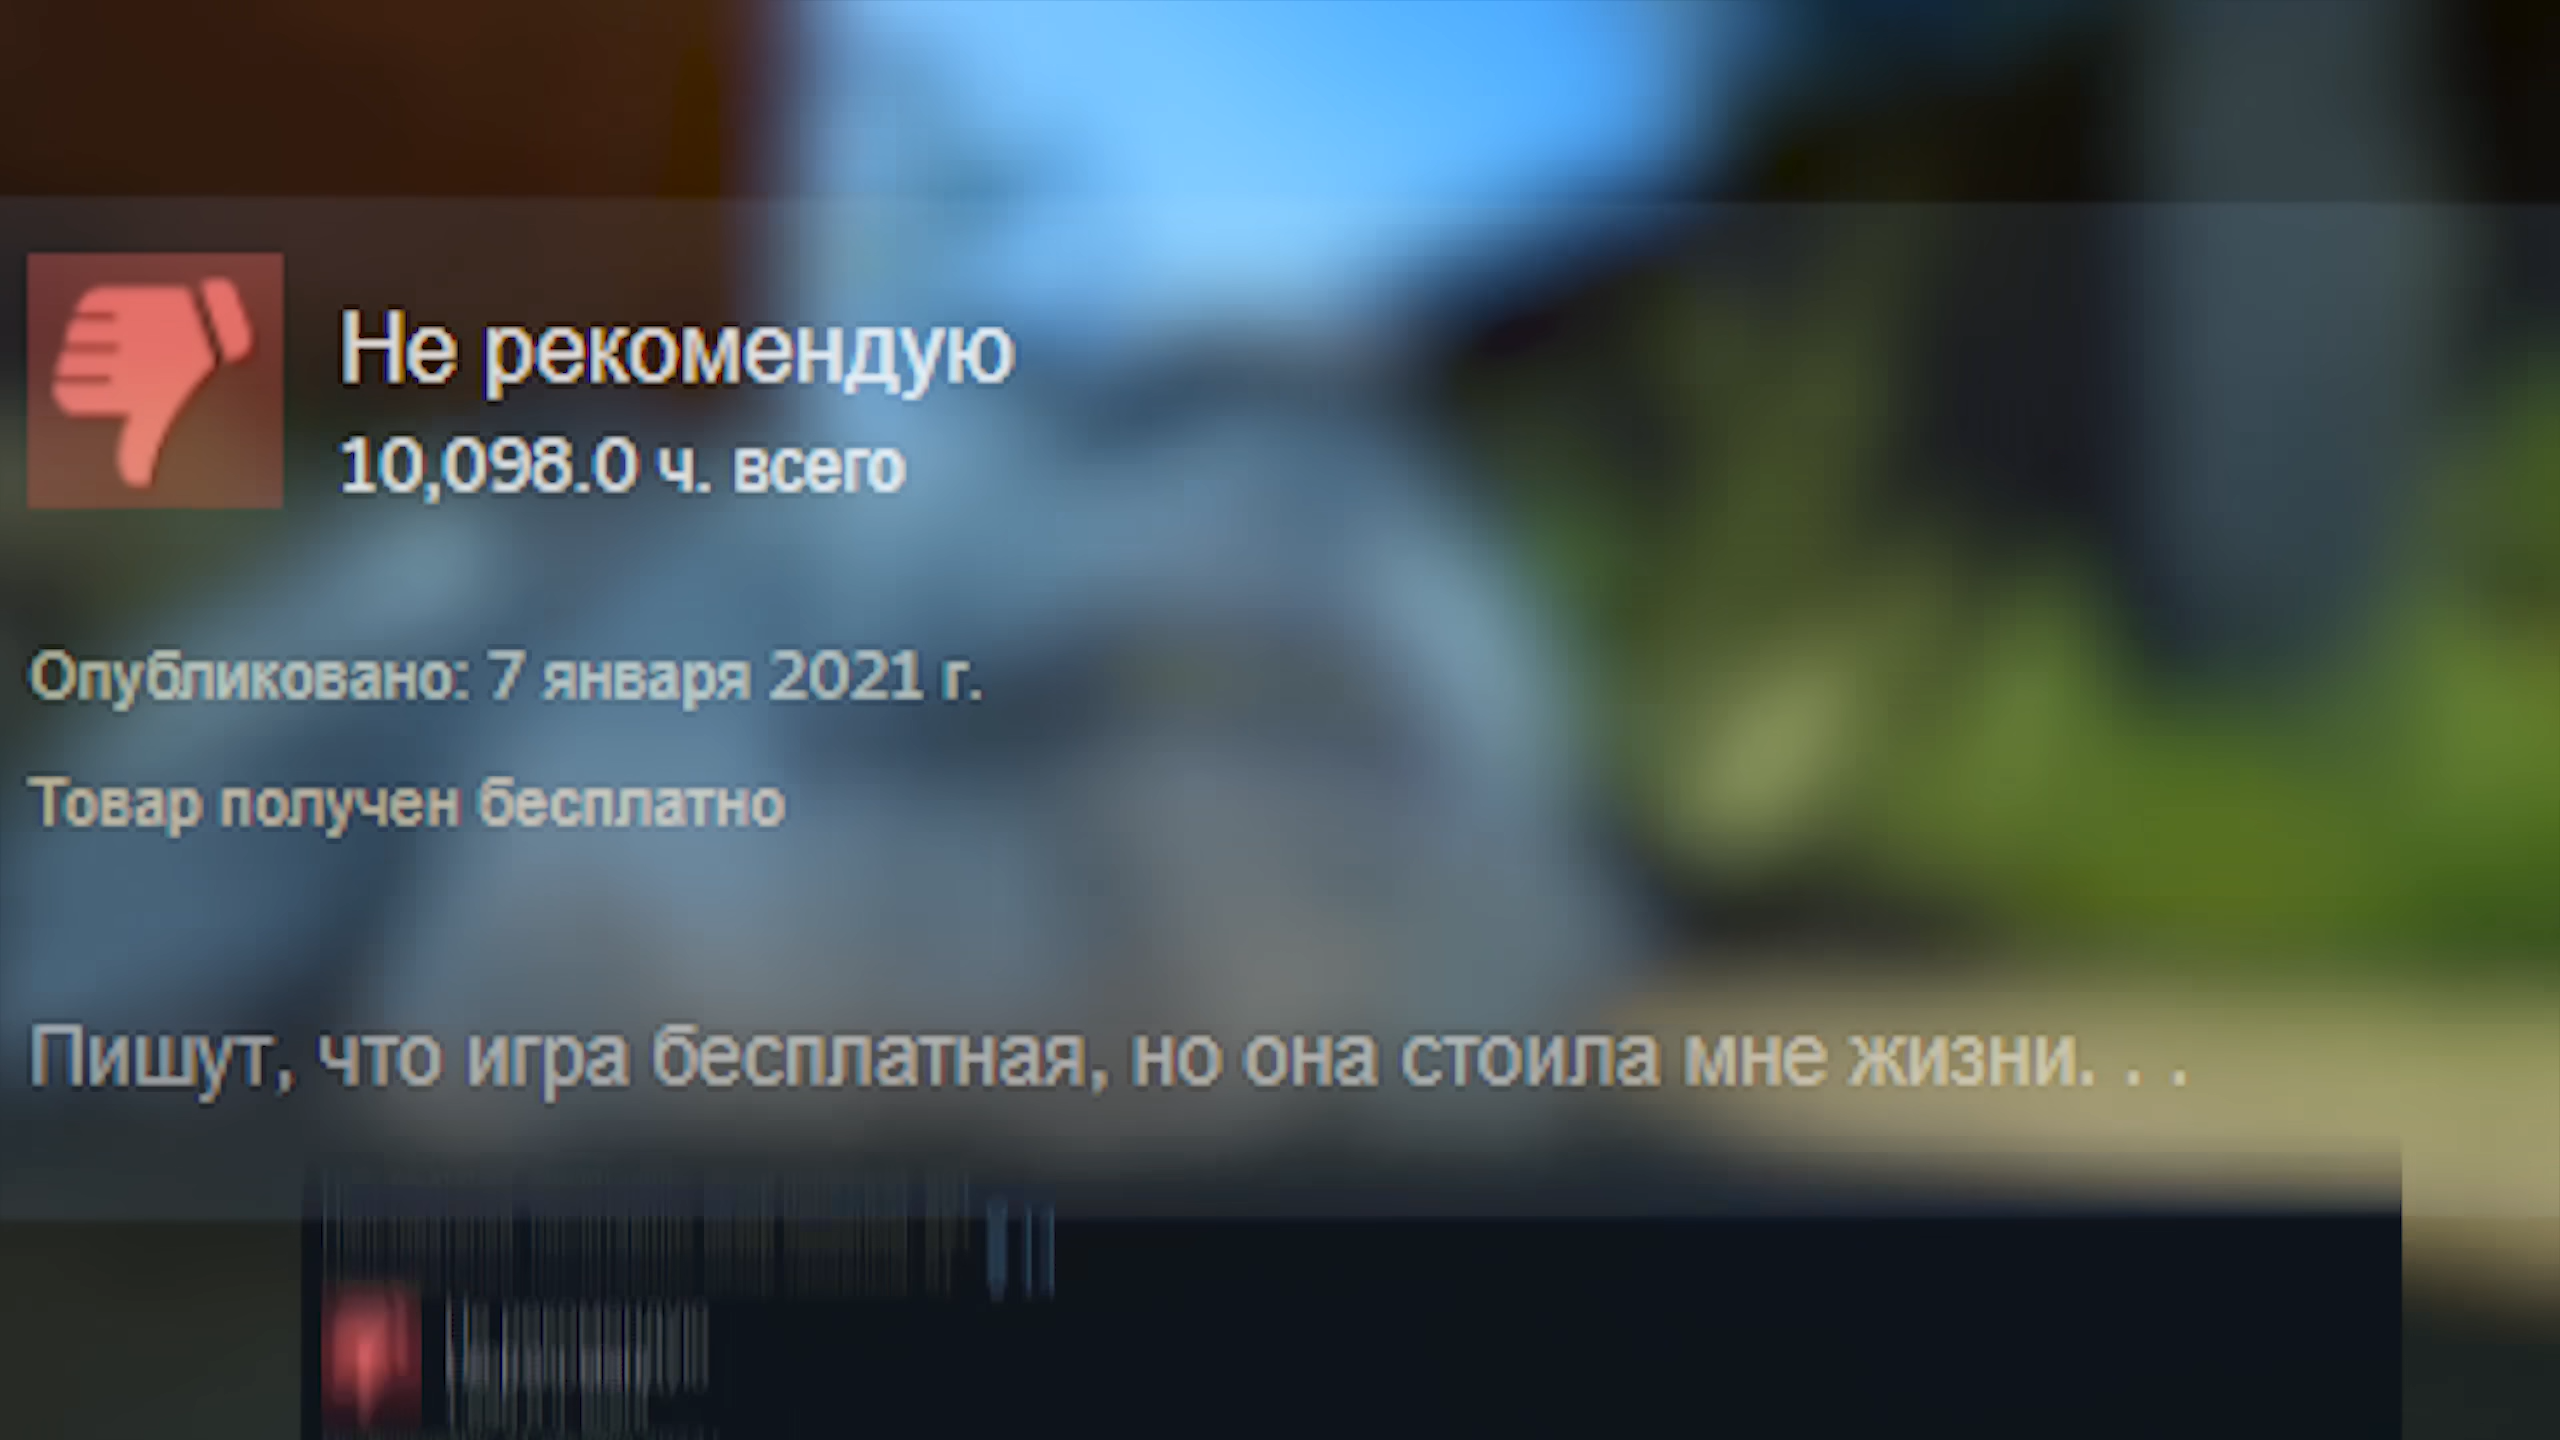 Не рекомендую
10,098.0 ч. всего
Опубликовано: 7 января 2021 г.
Товар получен бесплатно
Пишут, что игра бесплатная, но она стоила мне жизни. . .